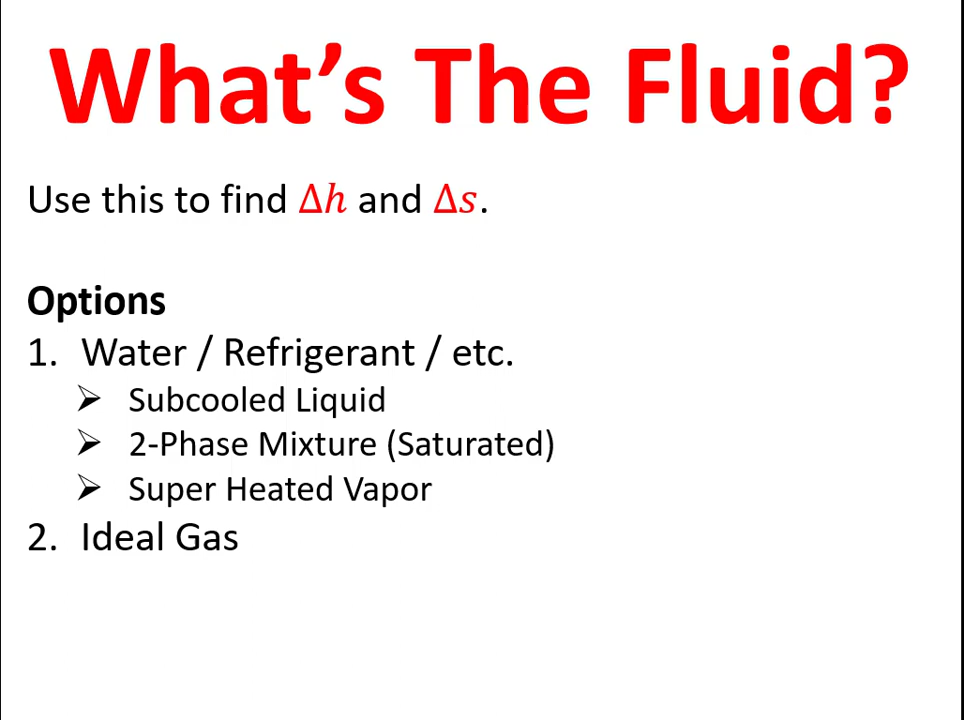 What’s The Fluid?
Use this to find Δℎ and Δ𝑠.
Options
1. Water / Refrigerant / etc.
➢ Subcooled Liquid
➢ 2-Phase Mixture (Saturated)
➢ Super Heated Vapor
2. Ideal Gas